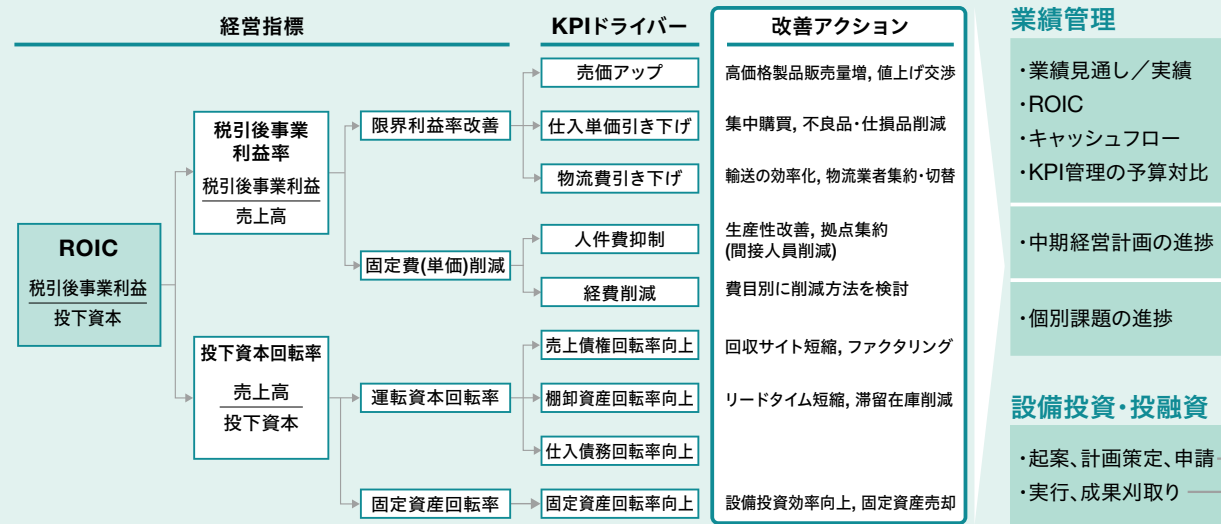 経営指標
KPIドライバー
改善アクション
ROIC
税引後事業利益
投下資本
税引後事業
利益率
税引後事業利益
売上高
投下資本回転率
売上高
投下資本
限界利益率改善
固定費(単価)削減
運転資本回転率
固定資産回転率
売価アップ
高価格製品販売量増, 値上げ交渉
仕入単価引き下げ
集中購買, 不良品・仕損品削減
物流費引き下げ
輸送の効率化, 物流業者集約・切替
人件費抑制
生産性改善, 拠点集約
(間接人員削減)
経費削減
費目別に削減方法を検討
売上債権回転率向上
回収サイト短縮, ファクタリング
棚卸資産回転率向上
リードタイム短縮, 滞留在庫削減
仕入債務回転率向上
固定資産回転率向上
設備投資効率向上, 固定資産売却
業績管理
・業績見通し／実績
・ROIC
・キャッシュフロー
・KPI管理の予算対比
・中期経営計画の進捗
・個別課題の進捗
設備投資・投融資
・起案、計画策定、申請
・実行、成果刈取り